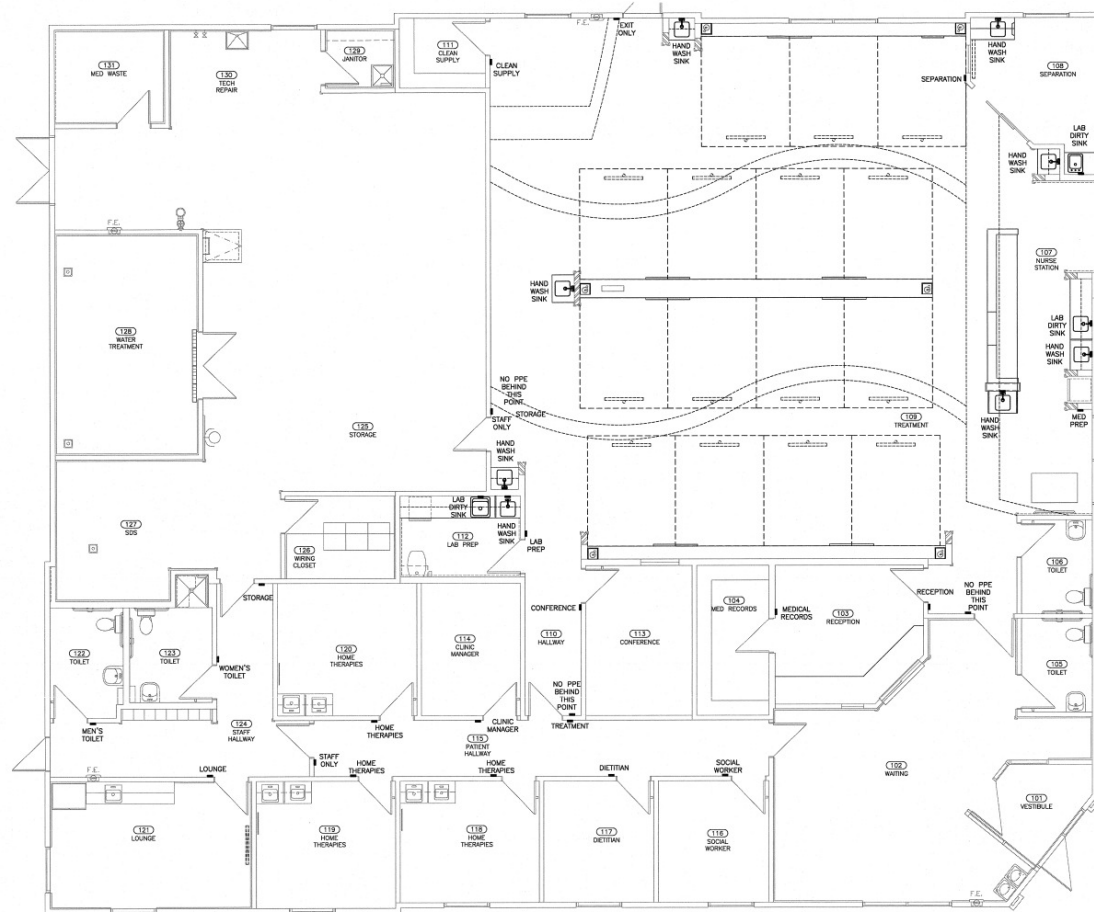 F.E.
EXIT
ONLY
131
MED WASTE
130
TECH
REPAIR
129
JANITOR
111
CLEAN
SUPPLY
CLEAN
SUPPLY
HAND
WASH
SINK
SEPARATION
HAND
WASH
SINK
108
SEPARATION
LAB
DIRTY
SINK
HAND
WASH
SINK
F.E.
107
NURSE
STATION
HAND
WASH
SINK
128
WATER
TREATMENT
LAB
DIRTY
SINK
HAND
WASH
SINK
NO PPE
BEHIND
THIS
POINT
STORAGE
STAFF
ONLY
125
STORAGE
109
TREATMENT
HAND
WASH
SINK
MED
PREP
HAND
WASH
SINK
LAB
DIRTY
SINK
HAND
WASH
SINK
127
SDS
126
WIRING
CLOSET
112
LAB PREP
LAB
PREP
106
TOILET
STORAGE
CONFERENCE
104
MED RECORDS
MEDICAL
RECORDS
103
RECEPTION
RECEPTION
NO PPE
BEHIND
THIS
POINT
122
TOILET
123
TOILET
WOMEN'S
TOILET
120
HOME
THERAPIES
114
CLINIC
MANAGER
110
HALLWAY
113
CONFERENCE
105
TOILET
NO PPE
BEHIND
THIS
POINT
MEN'S
TOILET
124
STAFF
HALLWAY
HOME
THERAPIES
CLINIC
MANAGER
TREATMENT
115
PATIENT
HALLWAY
STAFF
ONLY
F.E.
LOUNGE
HOME
THERAPIES
HOME
THERAPIES
DIETITIAN
SOCIAL
WORKER
102
WAITING
101
VESTIBULE
121
LOUNGE
119
HOME
THERAPIES
118
HOME
THERAPIES
117
DIETITIAN
116
SOCIAL
WORKER
F.E.